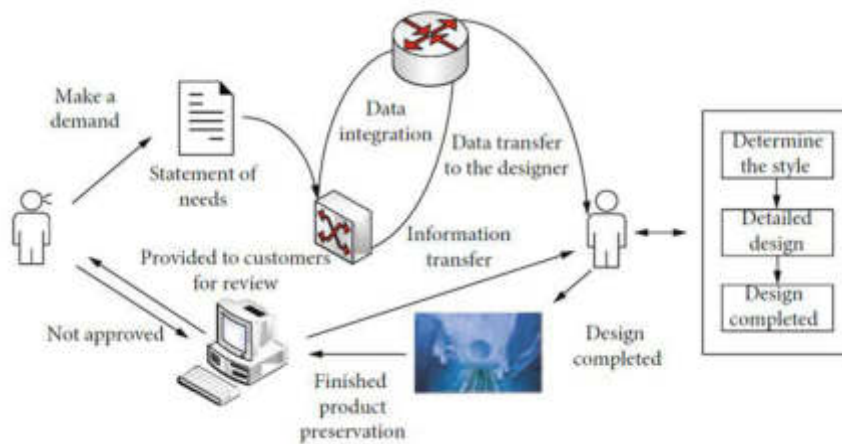 Make a
demand
Statement of
needs
Data
integration
Data transfer
to the designer
Information
transfer
Provided to customers
for review
Not approved
Finished
product
preservation
Design
completed
Determine
the style
Detailed
design
Design
completed